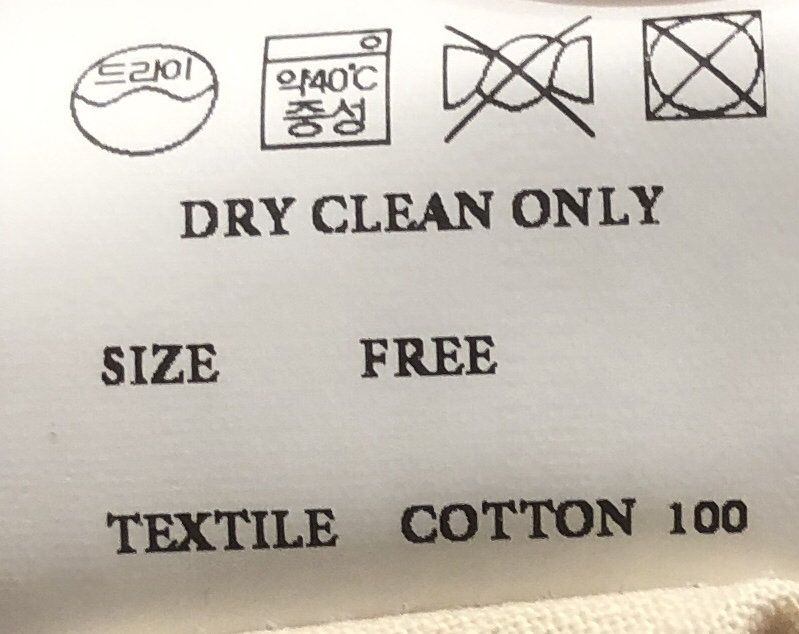 드라이
약40℃
중성
DRY CLEAN ONLY
SIZE FREE
TEXTILE COTTON 100